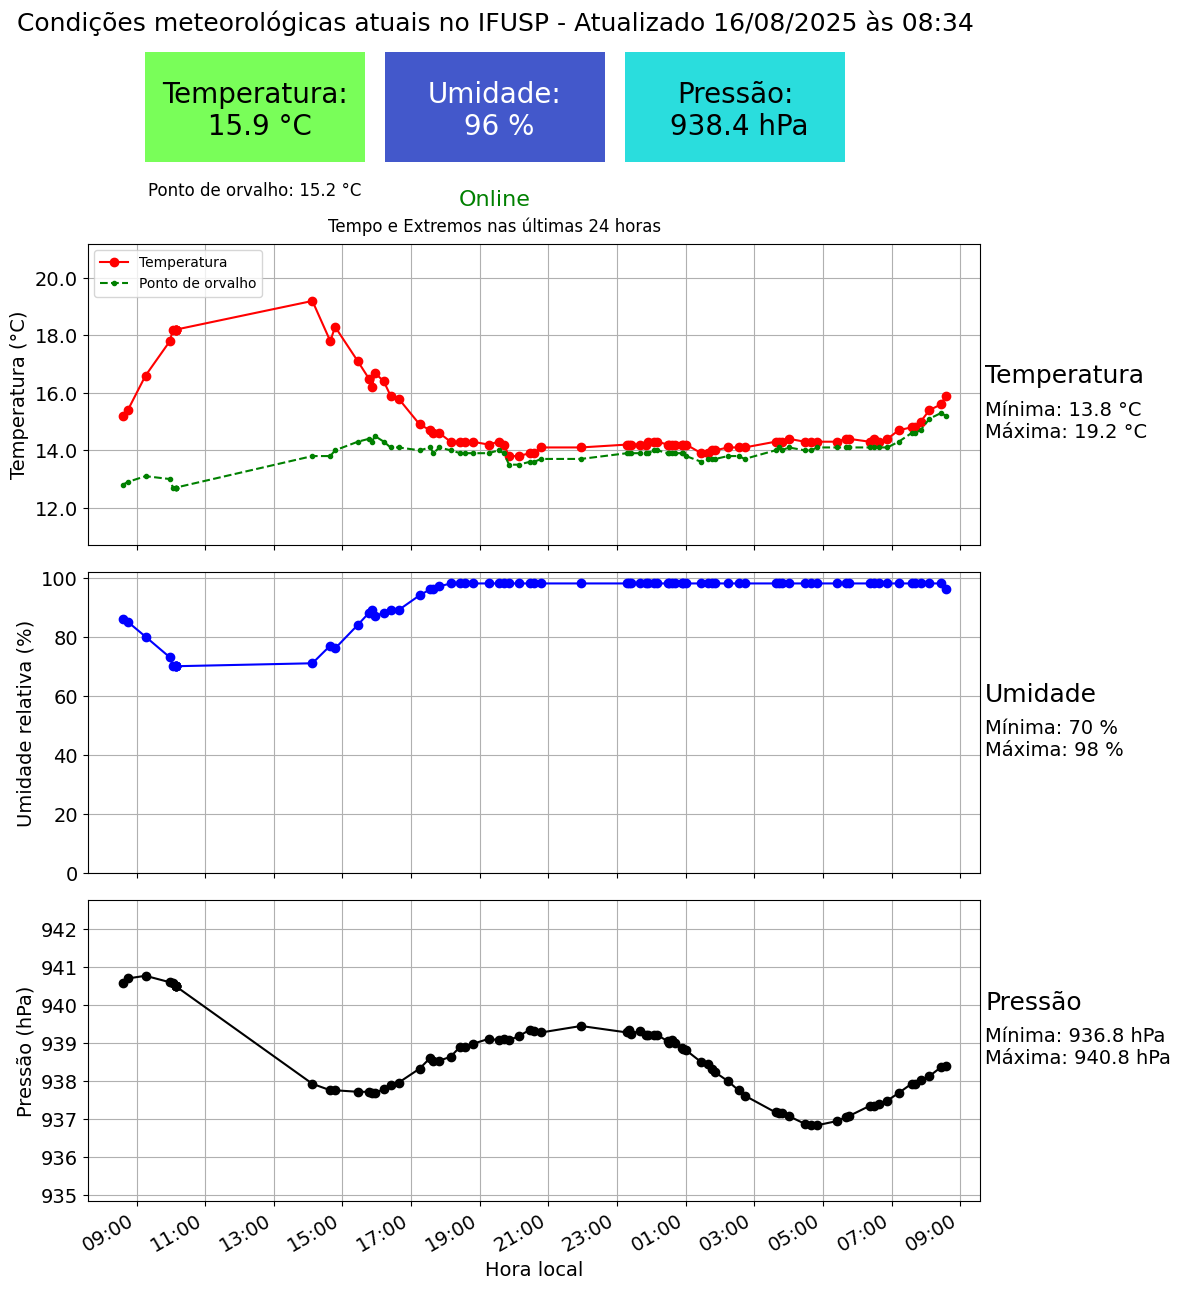 Condições meteorológicas atuais no IFUSP - Atualizado 16/08/2025 às 08:34
Temperatura:
15.9 °C
Umidade:
96 %
Pressão:
938.4 hPa
Ponto de orvalho: 15.2 °C
Online
Tempo e Extremos nas últimas 24 horas
Temperatura (°C)
20.0
18.0
16.0
14.0
12.0
Temperatura
Ponto de orvalho
Temperatura
Mínima: 13.8 °C
Máxima: 19.2 °C
Umidade relativa (%)
100
80
60
40
20
0
Umidade
Mínima: 70 %
Máxima: 98 %
Pressão (hPa)
942
941
940
939
938
937
936
935
Pressão
Mínima: 936.8 hPa
Máxima: 940.8 hPa
09:00
11:00
13:00
15:00
17:00
19:00
21:00
23:00
01:00
03:00
05:00
07:00
09:00
Hora local